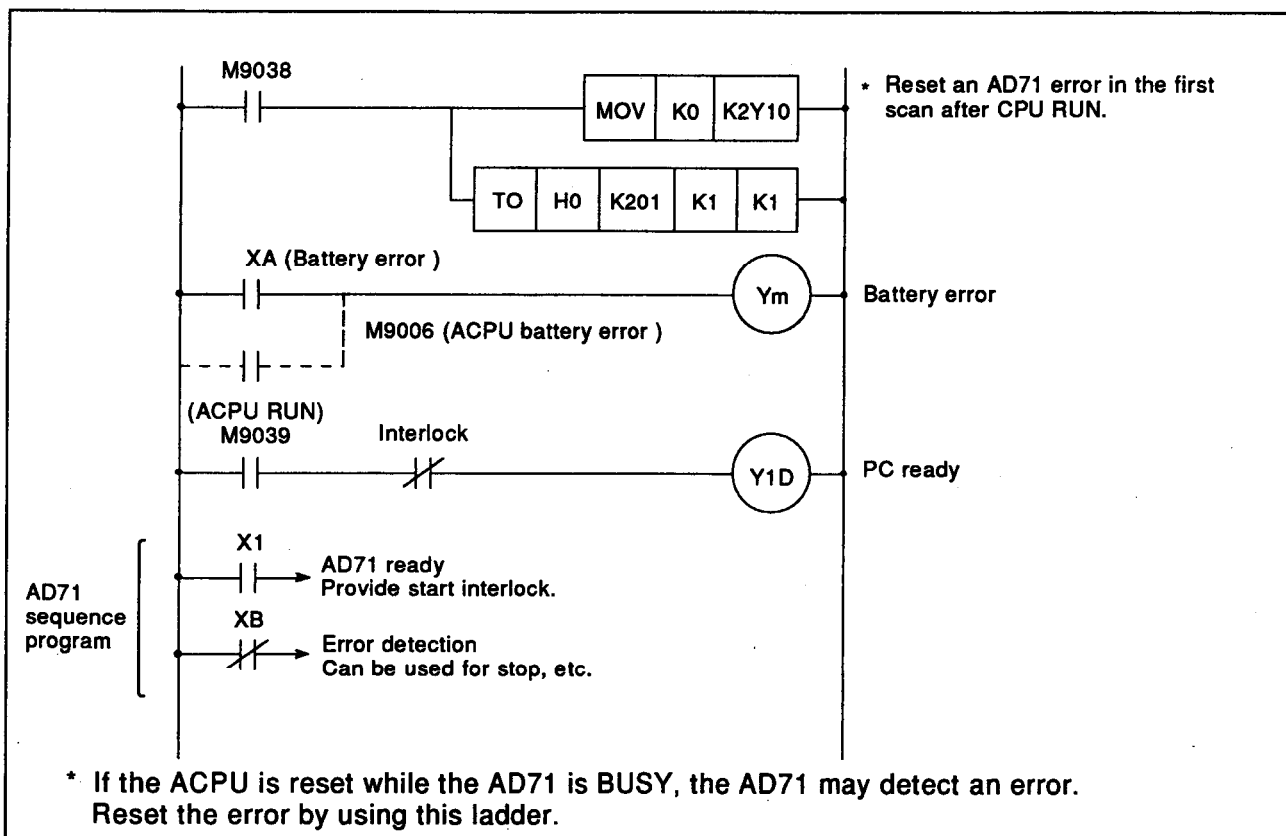 M9038
MOV K0 K2Y10
* Reset an AD71 error in the first
scan after CPU RUN.
TO H0 K201 K1 K1
XA (Battery error )
Ym
Battery error
M9006 (ACPU battery error )
(ACPU RUN)
M9039
Interlock
Y1D
PC ready
AD71
sequence
program
X1
AD71 ready
Provide start interlock.
XB
Error detection
Can be used for stop, etc.
* If the ACPU is reset while the AD71 is BUSY, the AD71 may detect an error.
Reset the error by using this ladder.